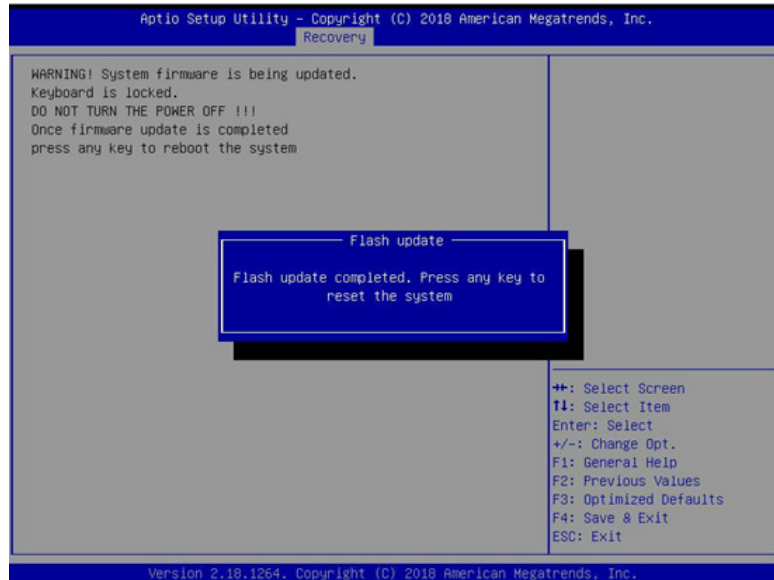 Aptio Setup Utility – Copyright (C) 2018 American Megatrends, Inc.
Recovery
WARNING! System firmware is being updated.
Keyboard is locked.
DO NOT TURN THE POWER OFF !!!
Once firmware update is completed
press any key to reboot the system
Flash update
Flash update completed. Press any key to
reset the system
→←: Select Screen
↑↓: Select Item
Enter: Select
+/-: Change Opt.
F1: General Help
F2: Previous Values
F3: Optimized Defaults
F4: Save & Exit
ESC: Exit
Version 2.18.1264. Copyright (C) 2018 American Megatrends, Inc.